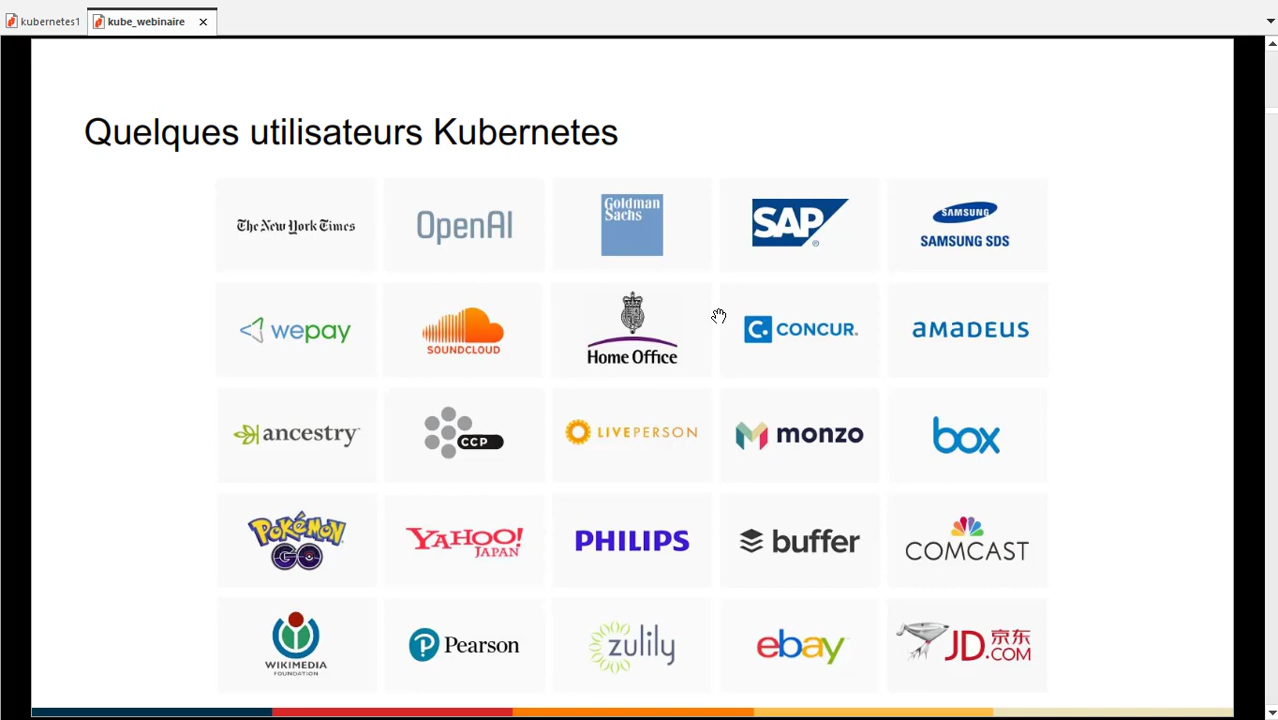 kubernetes1
kube_webinaire
Quelques utilisateurs Kubernetes
The New York Times
OpenAI
Goldman
Sachs
SAP
®
SAMSUNG
SAMSUNG SDS
wepay
SOUNDCLOUD
Home Office
C. CONCUR.
amadeus
ancestry
CCP
LIVEPERSON
monzo
box
POKÉMON
GO
YAHOO!
JAPAN
PHILIPS
buffer
COMCAST
WIKIMEDIA
FOUNDATION
P Pearson
zulily
ebay
JD.COM 京东